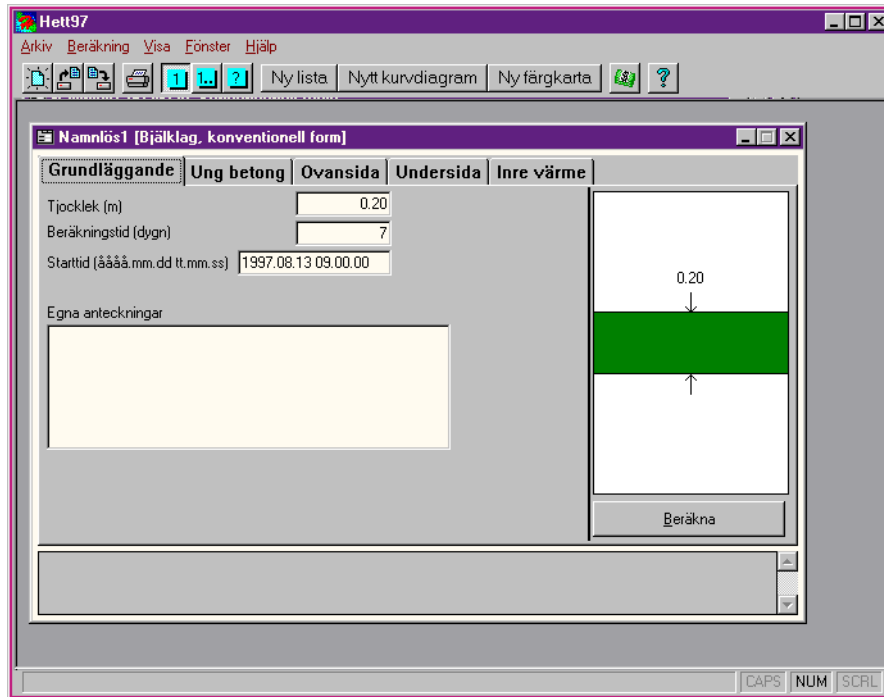 Hett97
Arkiv Beräkning Visa Fönster Hjälp
1 1.. ? Ny lista Nytt kurvdiagram Ny färgkarta $ ?
Namnlös1 [Bjälklag, konventionell form]
Grundläggande Ung betong Ovansida Undersida Inre värme
Tjocklek (m) 0.20
Beräkningstid (dygn) 7
Starttid (åååå.mm.dd tt.mm.ss) 1997.08.13 09.00.00
0.20
Egna anteckningar
Beräkna
CAPS NUM SCRL